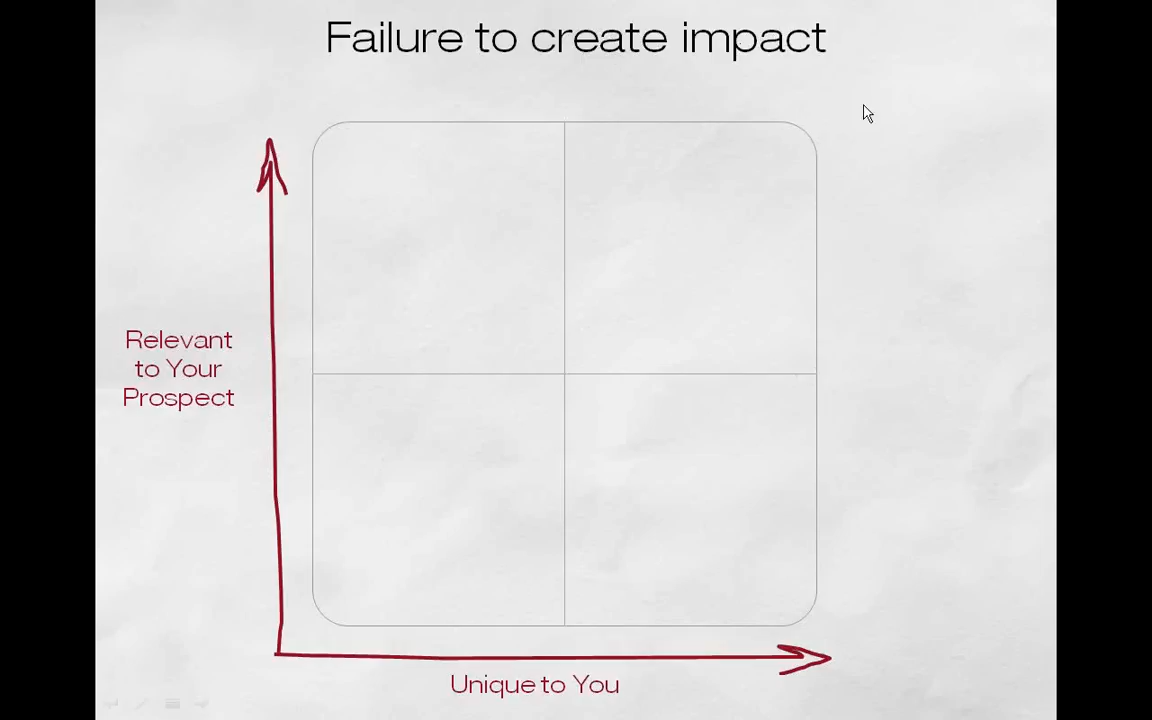 Failure to create impact
Relevant
to Your
Prospect
Unique to You